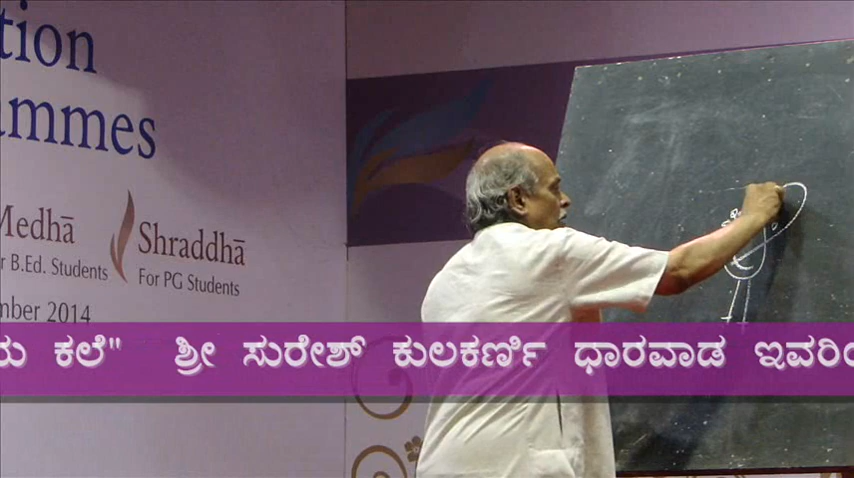 tion
ammes
Medhā
r B.Ed. Students
Shraddhā
For PG Students
mber 2014
ಯ ಕಲೆ" ಶ್ರೀ ಸುರೇಶ್ ಕುಲಕರ್ಣಿ ಧಾರವಾಡ ಇವರಿಂ